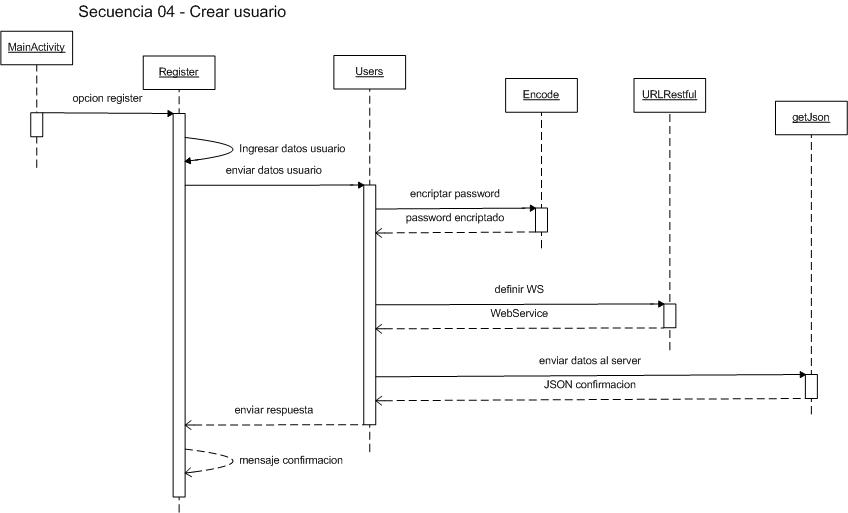 Secuencia 04 - Crear usuario
MainActivity
Register
Users
Encode
URLRestful
getJson
opcion register
Ingresar datos usuario
enviar datos usuario
encriptar password
password encriptado
definir WS
WebService
enviar datos al server
JSON confirmacion
enviar respuesta
mensaje confirmacion